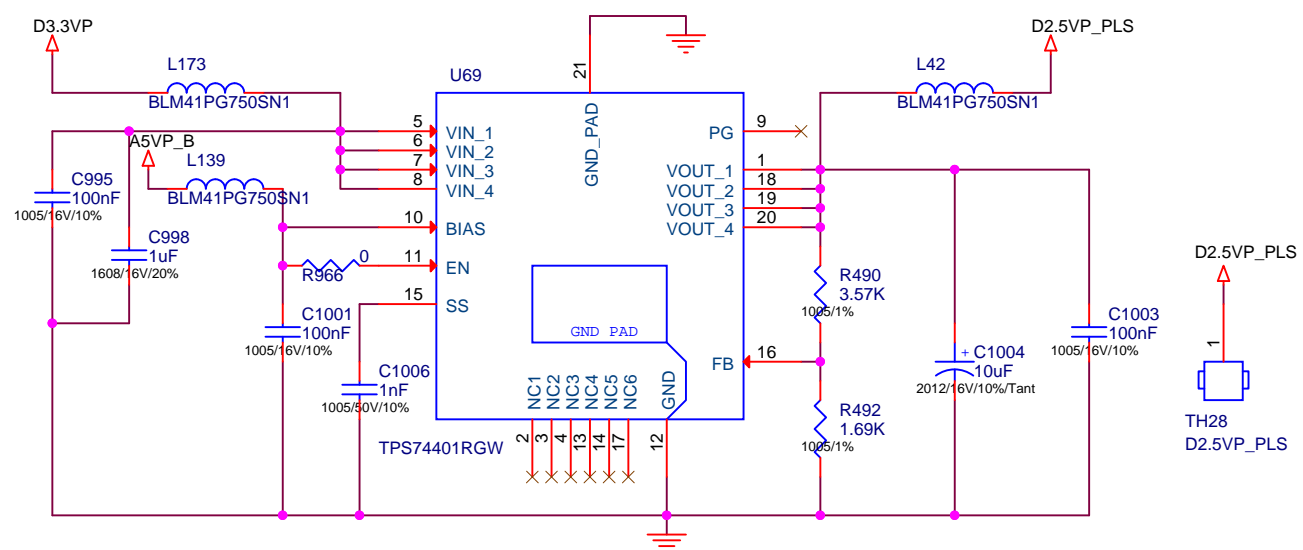 D3.3VP
D2.5VP_PLS
L173
BLM41PG750SN1
U69
21
GND_PAD
L42
BLM41PG750SN1
5
VIN_1
6
VIN_2
7
VIN_3
8
VIN_4
PG
9
VOUT_1
1
VOUT_2
18
VOUT_3
19
VOUT_4
20
A5VP_B
L139
BLM41PG750SN1
C995
100nF
1005/16V/10%
10
BIAS
C998
1uF
1608/16V/20%
R966
0
11
EN
15
SS
C1001
100nF
1005/16V/10%
C1006
1nF
1005/50V/10%
GND PAD
R490
3.57K
1005/1%
FB
16
R492
1.69K
1005/1%
+
C1004
10uF
2012/16V/10%/Tant
C1003
100nF
1005/16V/10%
D2.5VP_PLS
1
TH28
D2.5VP_PLS
NC1
NC2
NC3
NC4
NC5
NC6
GND
2
3
4
13
14
17
12
TPS74401RGW